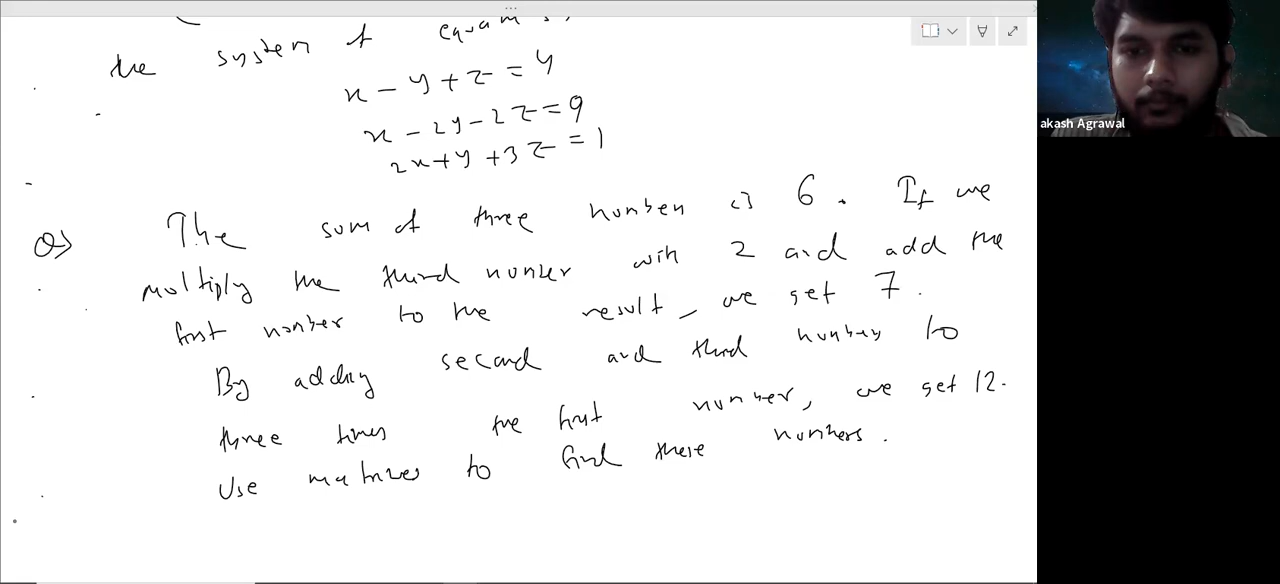 the system of
x - y + z = 4
x - 2y - 2z = 9
2x + y + 3z = 1
Q) The sum of three number is 6. If we
multiply the third number with 2 and add the
first number to the result, we get 7.
By adding second and third number to
three times the first number, we get 12.
Use matrices to find these numbers.
akash Agrawal